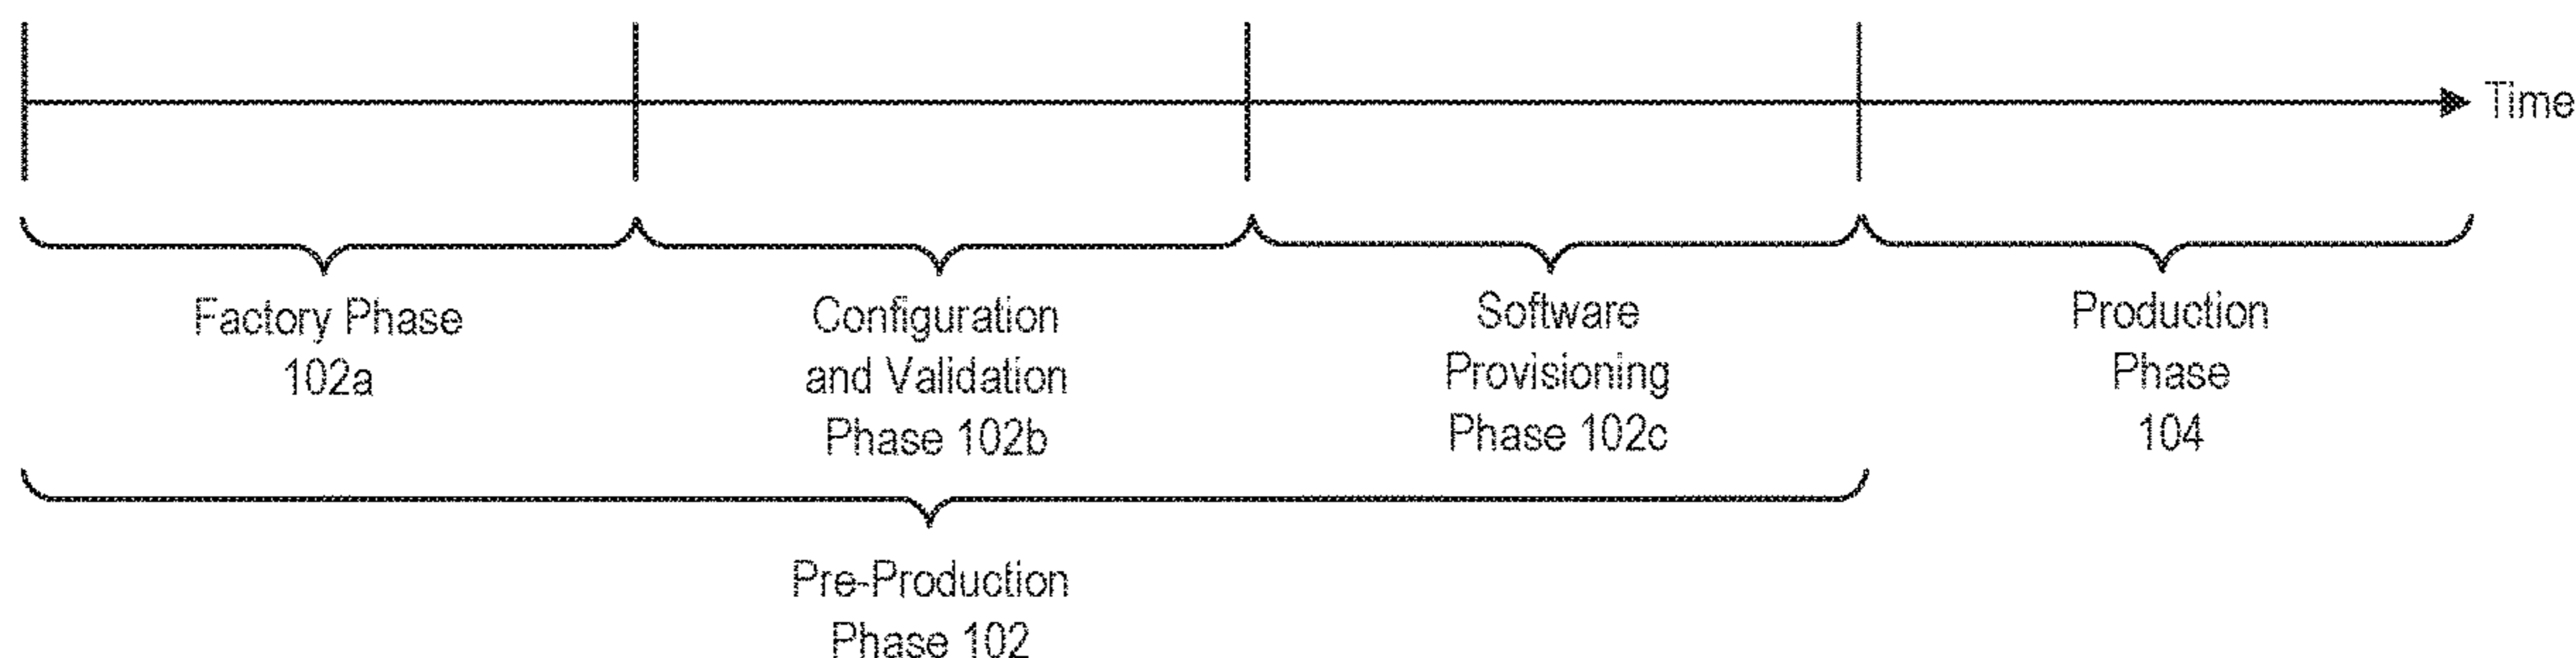 Time
Factory Phase
102a
Configuration
and Validation
Phase 102b
Software
Provisioning
Phase 102c
Production
Phase
104
Pre-Production
Phase 102